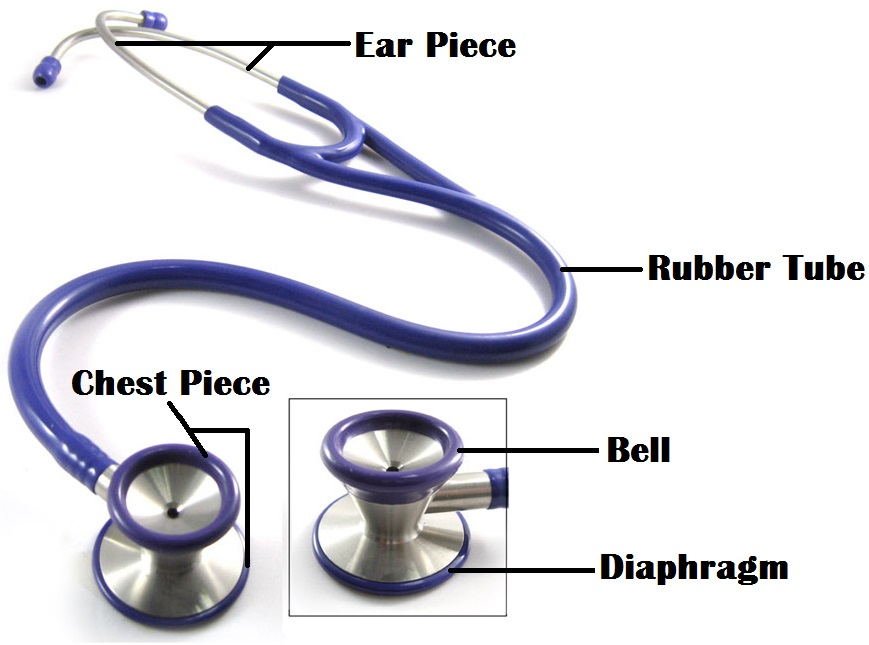 Ear Piece
Rubber Tube
Chest Piece
Bell
Diaphragm